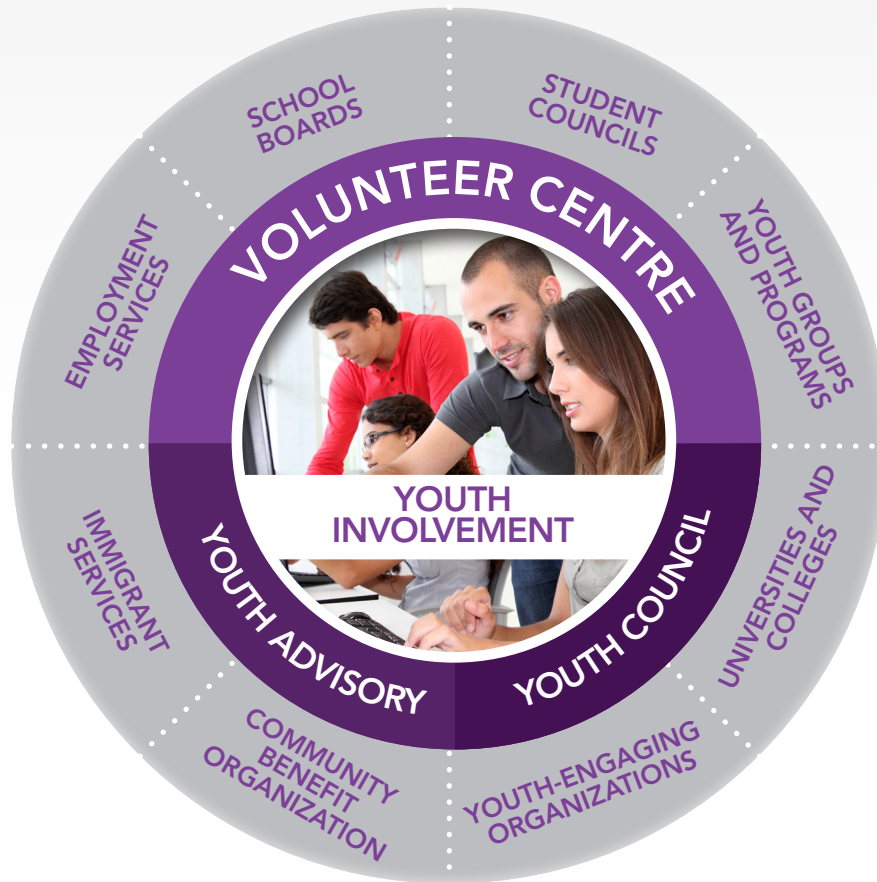 SCHOOL
BOARDS
STUDENT
COUNCILS
YOUTH GROUPS
AND PROGRAMS
UNIVERSITIES AND
COLLEGES
YOUTH-ENGAGING
ORGANIZATIONS
COMMUNITY
BENEFIT
ORGANIZATION
IMMIGRANT
SERVICES
EMPLOYMENT
SERVICES
VOLUNTEER CENTRE
YOUTH COUNCIL
YOUTH ADVISORY
YOUTH
INVOLVEMENT